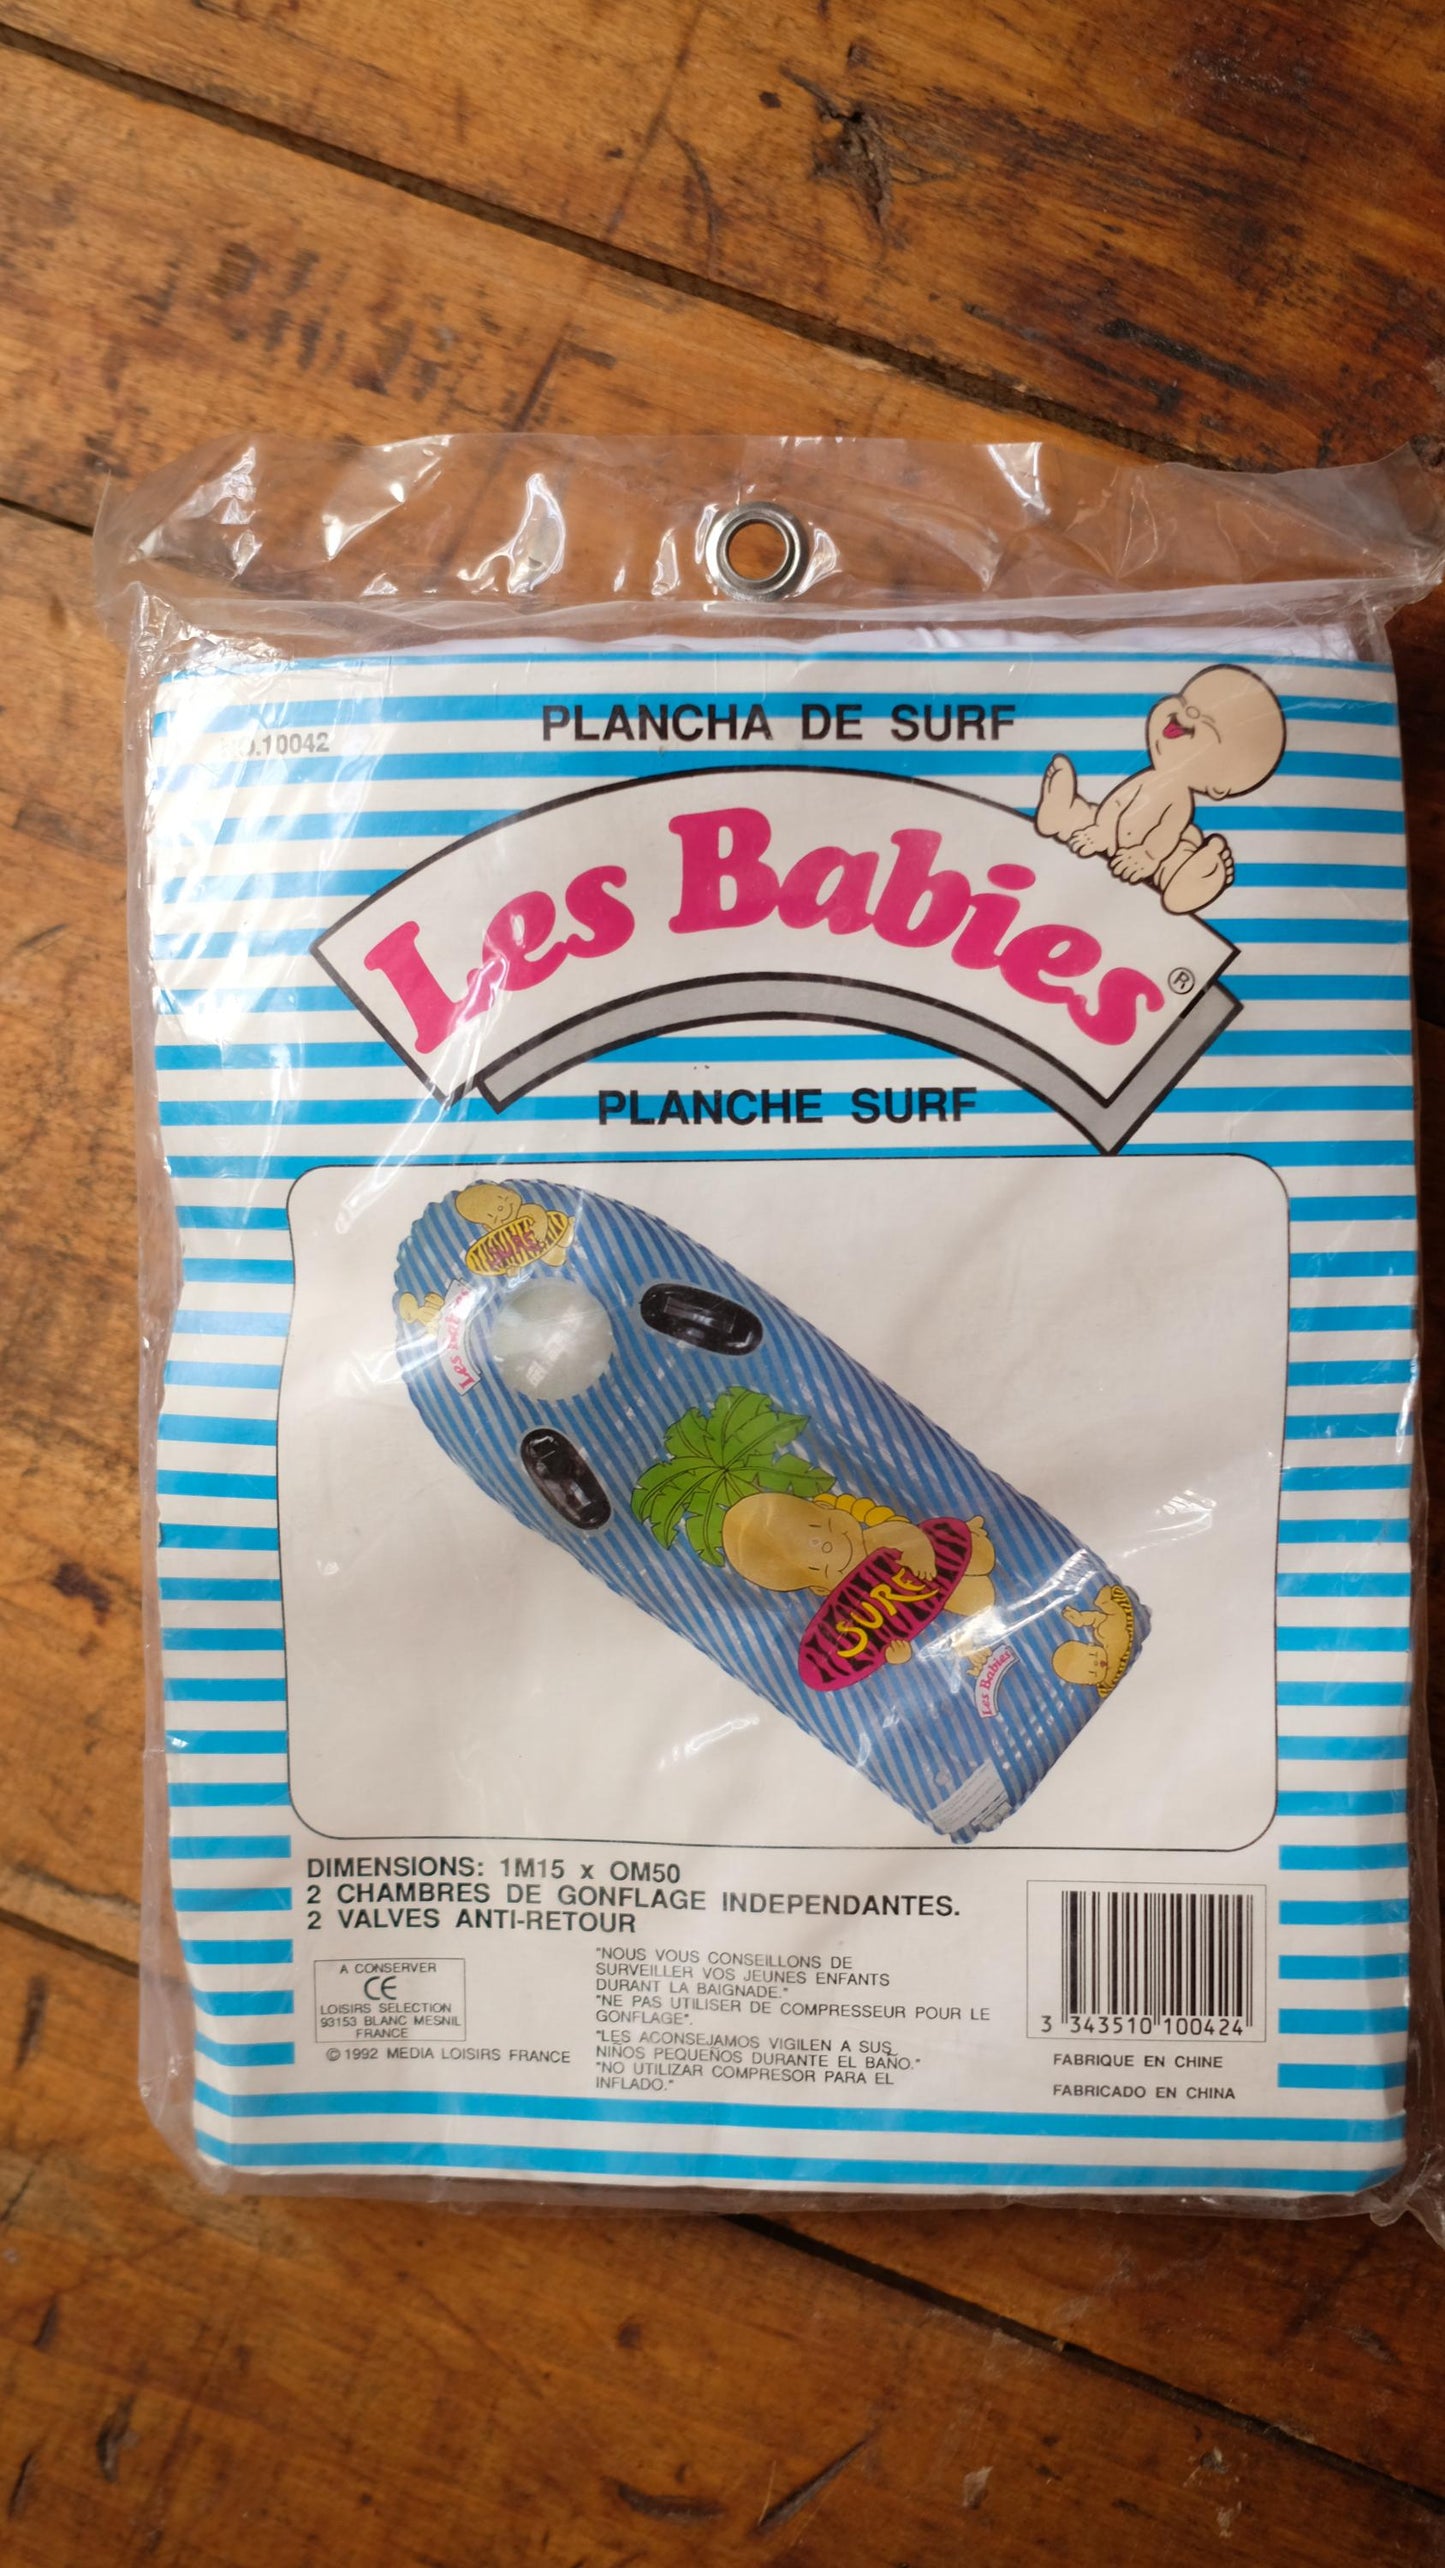 NO.10042
PLANCHA DE SURF
Les Babies®
PLANCHE SURF
SURF
Les Babies
SURF
Les Babies
DIMENSIONS: 1M15 x OM50
2 CHAMBRES DE GONFLAGE INDEPENDANTES.
2 VALVES ANTI-RETOUR
A CONSERVER
CE
LOISIRS SELECTION
93153 BLANC MESNIL
FRANCE
© 1992 MEDIA LOISIRS FRANCE
"NOUS VOUS CONSEILLONS DE
SURVEILLER VOS JEUNES ENFANTS
DURANT LA BAIGNADE."
"NE PAS UTILISER DE COMPRESSEUR POUR LE
GONFLAGE".
"LES ACONSEJAMOS VIGILEN A SUS
NIÑOS PEQUEÑOS DURANTE EL BAÑO."
"NO UTILIZAR COMPRESOR PARA EL
INFLADO."
3 343510 100424
FABRIQUE EN CHINE
FABRICADO EN CHINA